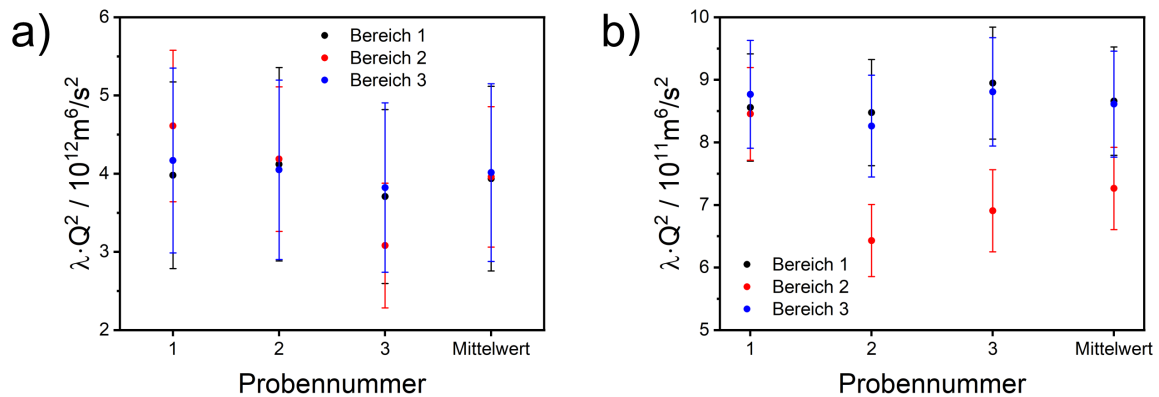 a)
λ·Q² / 10¹²m⁶/s²
6
5
4
3
2
Bereich 1
Bereich 2
Bereich 3
1 2 3 Mittelwert
Probennummer
b)
λ·Q² / 10¹¹m⁶/s²
10
9
8
7
6
5
Bereich 1
Bereich 2
Bereich 3
1 2 3 Mittelwert
Probennummer